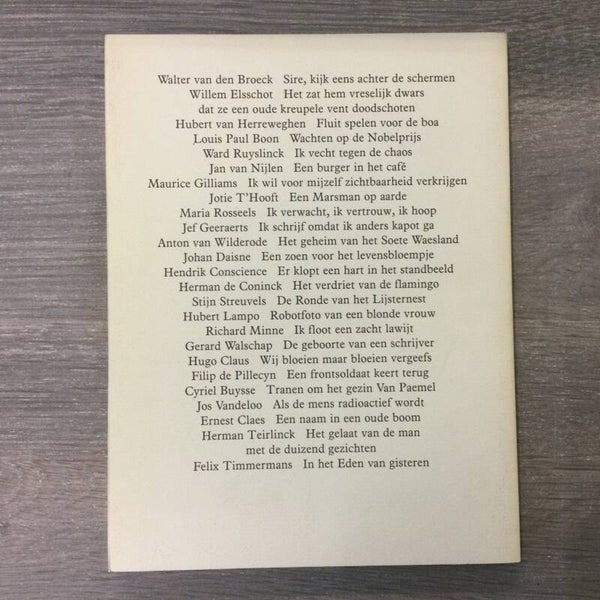 Walter van den Broeck Sire, kijk eens achter de schermen
Willem Elsschot Het zat hem vreselijk dwars
dat ze een oude kreupele vent doodschoten
Hubert van Herreweghen Fluit spelen voor de boa
Louis Paul Boon Wachten op de Nobelprijs
Ward Ruyslinck Ik vecht tegen de chaos
Jan van Nijlen Een burger in het café
Maurice Gilliams Ik wil voor mijzelf zichtbaarheid verkrijgen
Jotie T'Hooft Een Marsman op aarde
Maria Rosseels Ik verwacht, ik vertrouw, ik hoop
Jef Geeraerts Ik schrijf omdat ik anders kapot ga
Anton van Wilderode Het geheim van het Soete Waesland
Johan Daisne Een zoen voor het levensbloempje
Hendrik Conscience Er klopt een hart in het standbeeld
Herman de Coninck Het verdriet van de flamingo
Stijn Streuvels De Ronde van het Lijsternest
Hubert Lampo Robotfoto van een blonde vrouw
Richard Minne Ik floot een zacht lawijt
Gerard Walschap De geboorte van een schrijver
Hugo Claus Wij bloeien maar bloeien vergeefs
Filip de Pillecyn Een frontsoldaat keert terug
Cyriel Buysse Tranen om het gezin Van Paemel
Jos Vandeloo Als de mens radioactief wordt
Ernest Claes Een naam in een oude boom
Herman Teirlinck Het gelaat van de man
met de duizend gezichten
Felix Timmermans In het Eden van gisteren